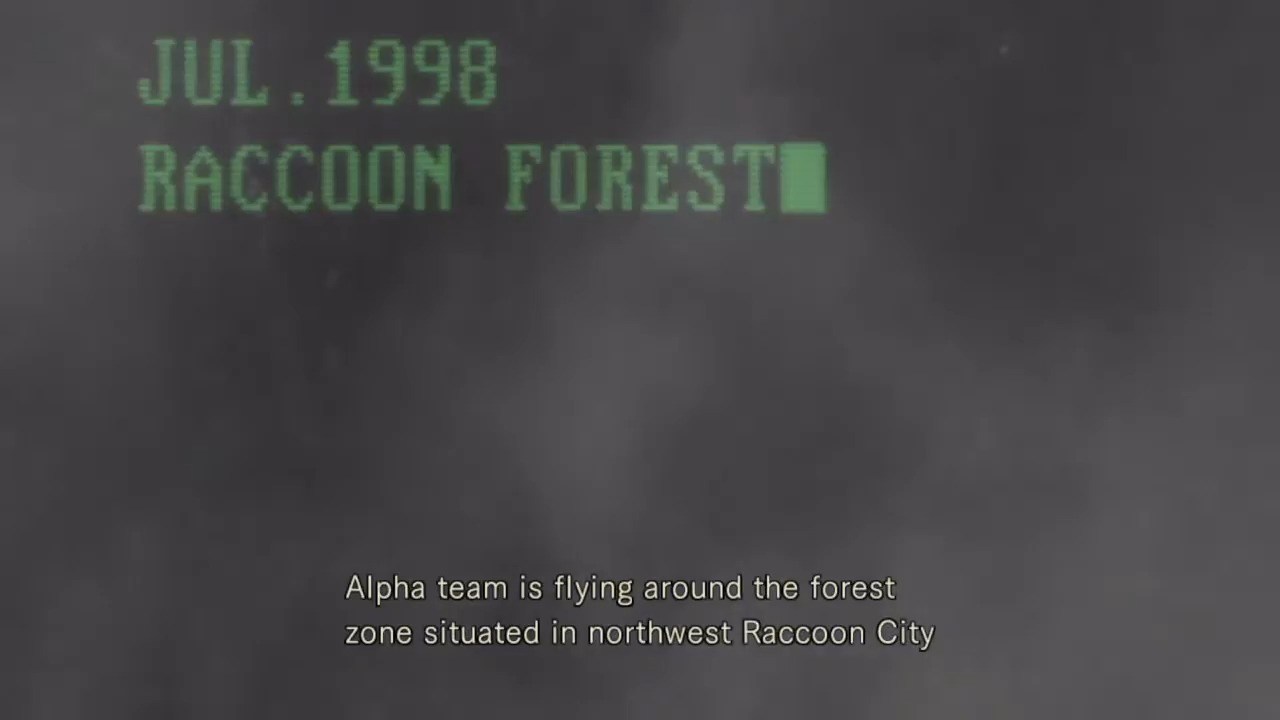 JUL.1998
RACCOON FOREST
Alpha team is flying around the forest
zone situated in northwest Raccoon City